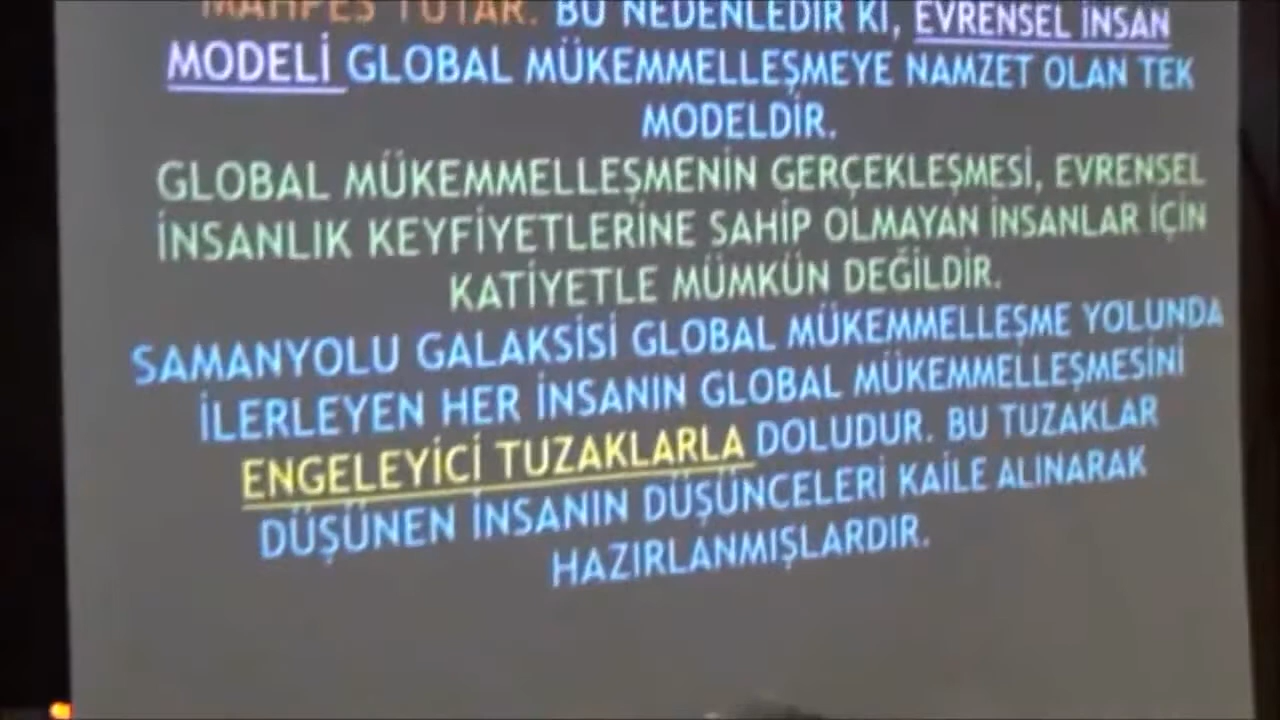 MAHPES TUTAR. BU NEDENLEDİR Kİ, EVRENSEL İNSAN
MODELİ GLOBAL MÜKEMMELLEŞMEYE NAMZET OLAN TEK
MODELDİR.
GLOBAL MÜKEMMELLEŞMENİN GERÇEKLEŞMESİ, EVRENSEL
İNSANLIK KEYFİYETLERİNE SAHİP OLMAYAN İNSANLAR İÇİN
KATİYETLE MÜMKÜN DEĞİLDİR.
SAMANYOLU GALAKSİSİ GLOBAL MÜKEMMELLEŞME YOLUNDA
İLERLEYEN HER İNSANIN GLOBAL MÜKEMMELLEŞMESİNİ
ENGELEYİCİ TUZAKLARLA DOLUDUR. BU TUZAKLAR
DÜŞÜNEN İNSANIN DÜŞÜNCELERİ KAİLE ALINARAK
HAZIRLANMIŞLARDIR.